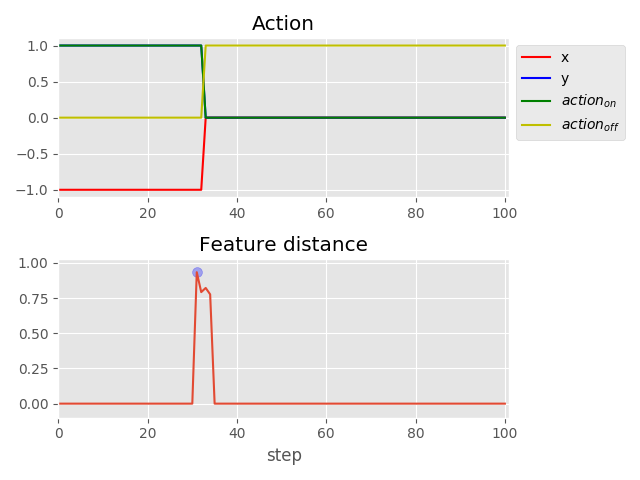 Action
1.0
0.5
0.0
−0.5
−1.0
0 20 40 60 80 100
x
y
action_on
action_off
Feature distance
1.00
0.75
0.50
0.25
0.00
0 20 40 60 80 100
step